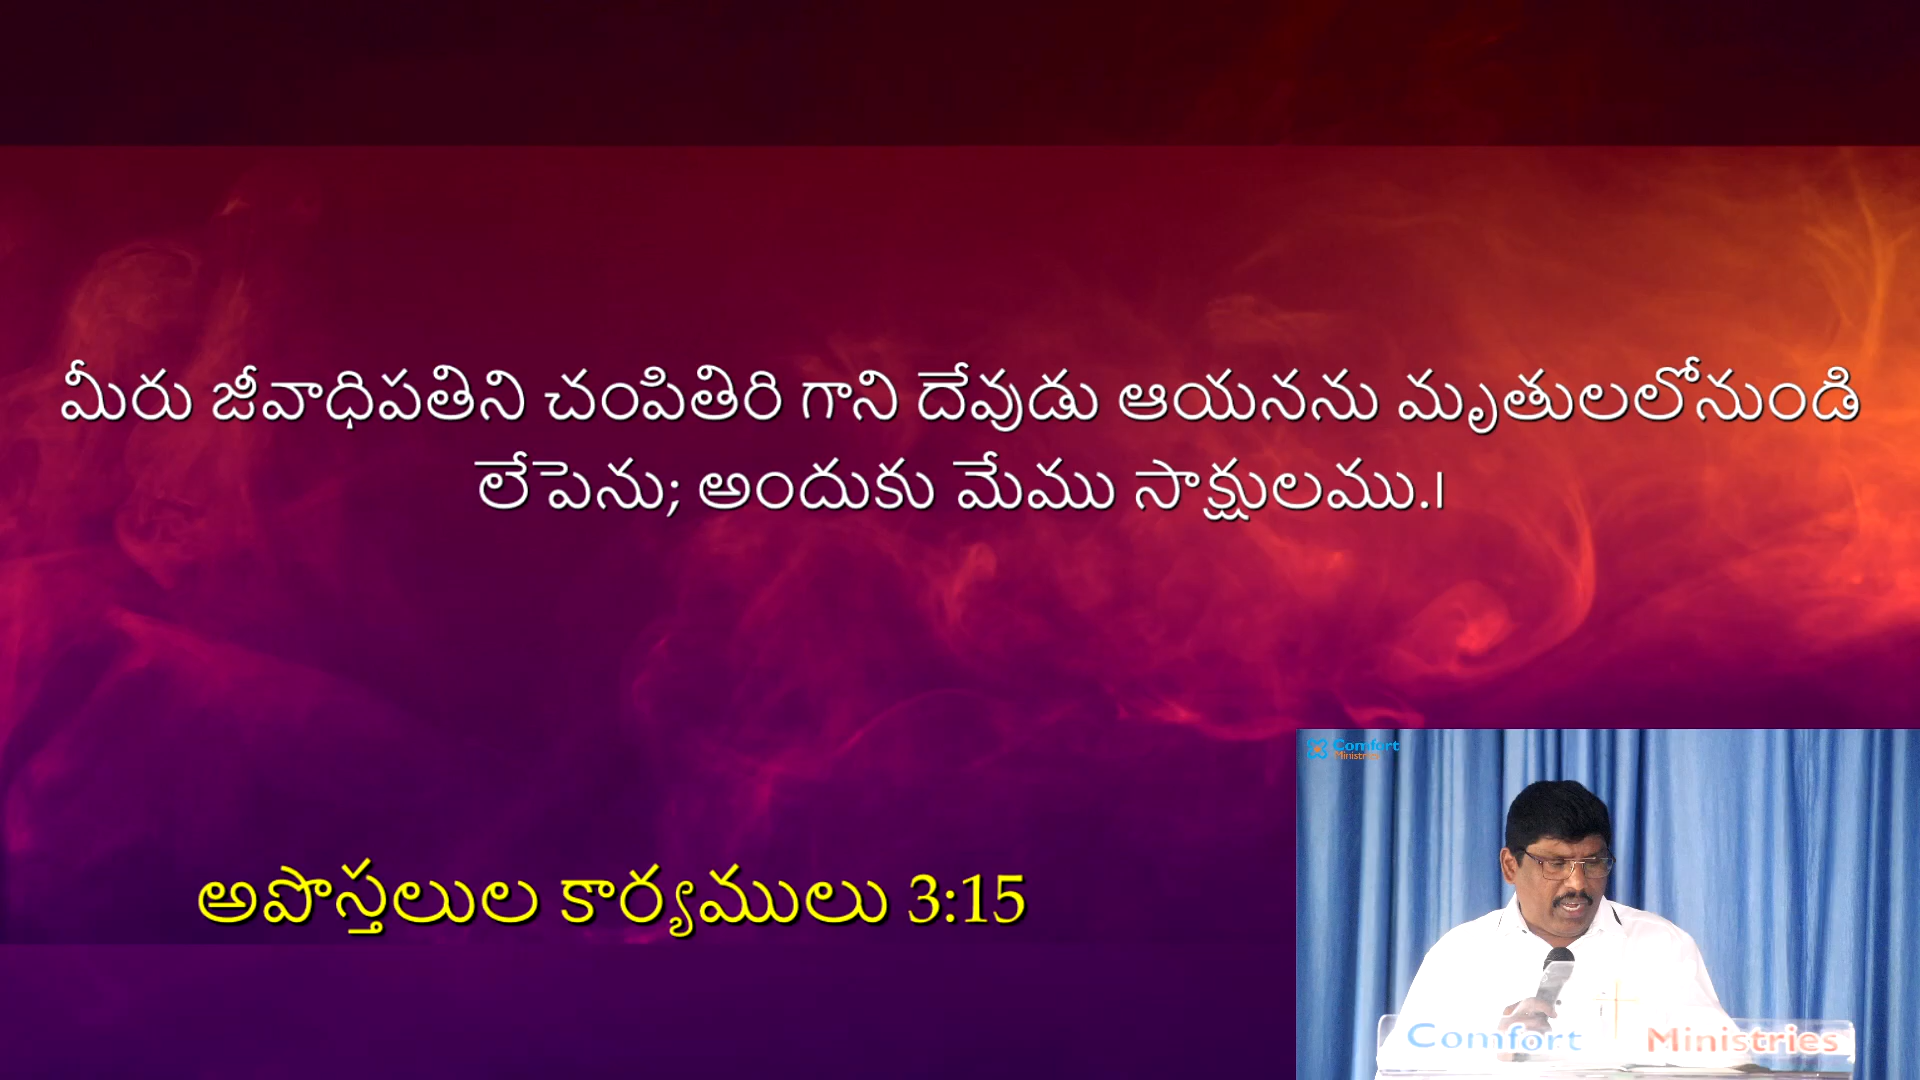 మీరు జీవాధిపతిని చంపితిరి గాని దేవుడు ఆయనను మృతులలోనుండి
లేపెను; అందుకు మేము సాక్షులము.।
అపొస్తలుల కార్యములు 3:15
Comfort
Ministries
Comfort Ministries